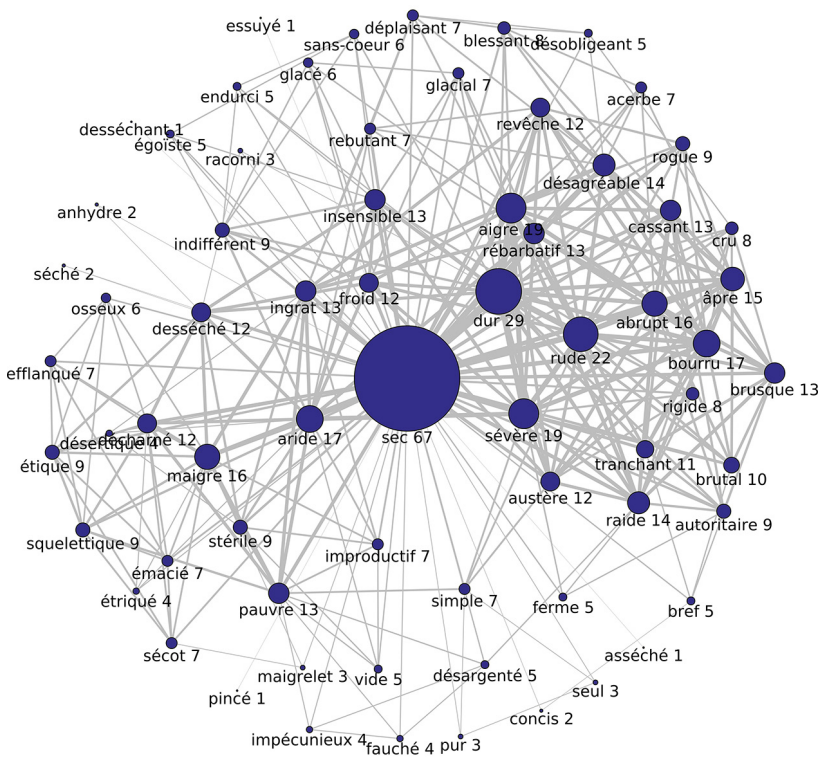 essuyé 1
déplaisant 7
sans-coeur 6
blessant 8
désobligeant 5
glacé 6
glacial 7
endurci 5
acerbe 7
desséchant 1
égoïste 5
rebutant 7
revêche 12
racorni 3
rogue 9
désagréable 14
anhydre 2
insensible 13
aigre 19
cassant 13
indifférent 9
rébarbatif 13
cru 8
séché 2
osseux 6
desséché 12
ingrat 13
froid 12
dur 29
abrupt 16
âpre 15
efflanqué 7
rude 22
bourru 17
brusque 13
rigide 8
désertique 4
décharné 12
aride 17
sec 67
sévère 19
étique 9
maigre 16
tranchant 11
brutal 10
austère 12
squelettique 9
stérile 9
improductif 7
raide 14
autoritaire 9
émacié 7
étriqué 4
pauvre 13
simple 7
ferme 5
bref 5
sécot 7
maigrelet 3
vide 5
désargenté 5
asséché 1
pincé 1
seul 3
concis 2
impécunieux 4
fauché 4
pur 3